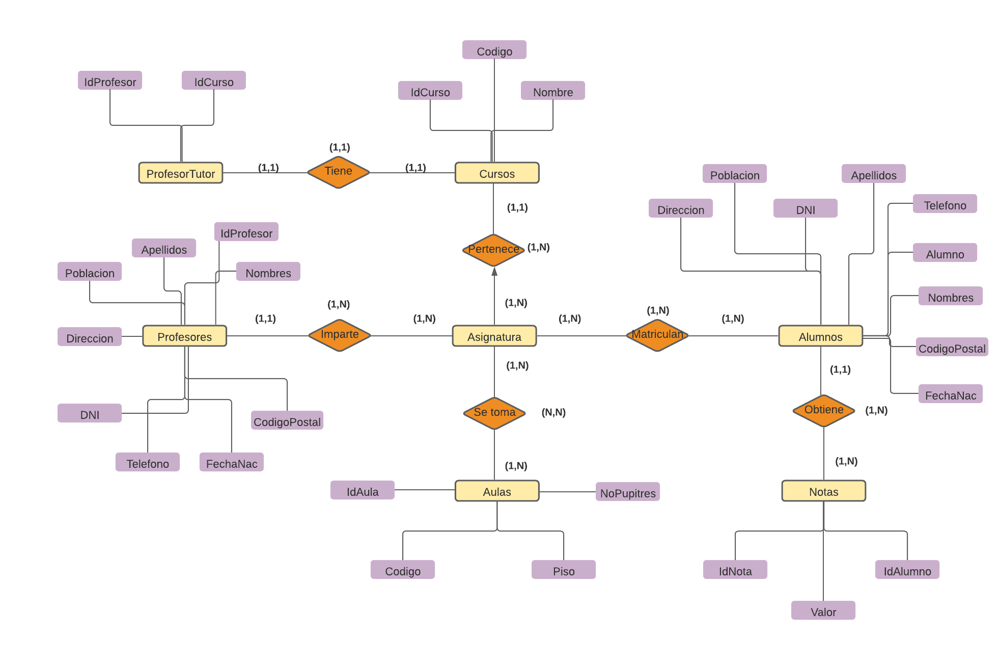 Codigo
IdProfesor
IdCurso
IdCurso
Nombre
(1,1)
ProfesorTutor
(1,1)
Tiene
(1,1)
Cursos
Poblacion
Apellidos
Telefono
(1,1)
Direccion
DNI
IdProfesor
Apellidos
Pertenece
(1,N)
Alumno
Poblacion
Nombres
Nombres
(1,N)
(1,N)
(1,N)
(1,1)
(1,N)
(1,N)
(1,N)
Direccion
Profesores
Imparte
Asignatura
Matriculan
Alumnos
CodigoPostal
(1,N)
(1,1)
FechaNac
DNI
CodigoPostal
Se toma
(N,N)
Obtiene
(1,N)
Telefono
FechaNac
(1,N)
(1,N)
IdAula
Aulas
NoPupitres
Notas
Codigo
Piso
IdNota
IdAlumno
Valor